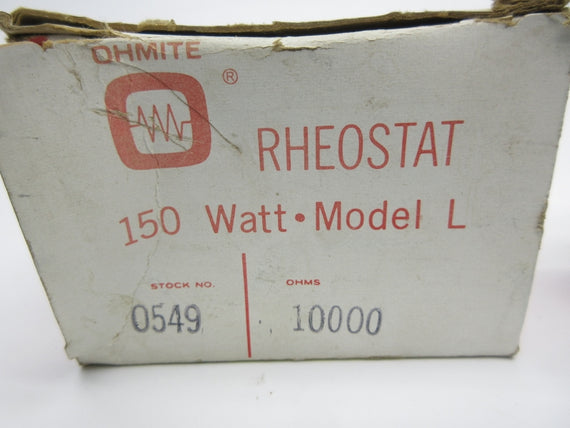 OHMITE
®
RHEOSTAT
150 Watt • Model L
STOCK NO. OHMS
0549 10000